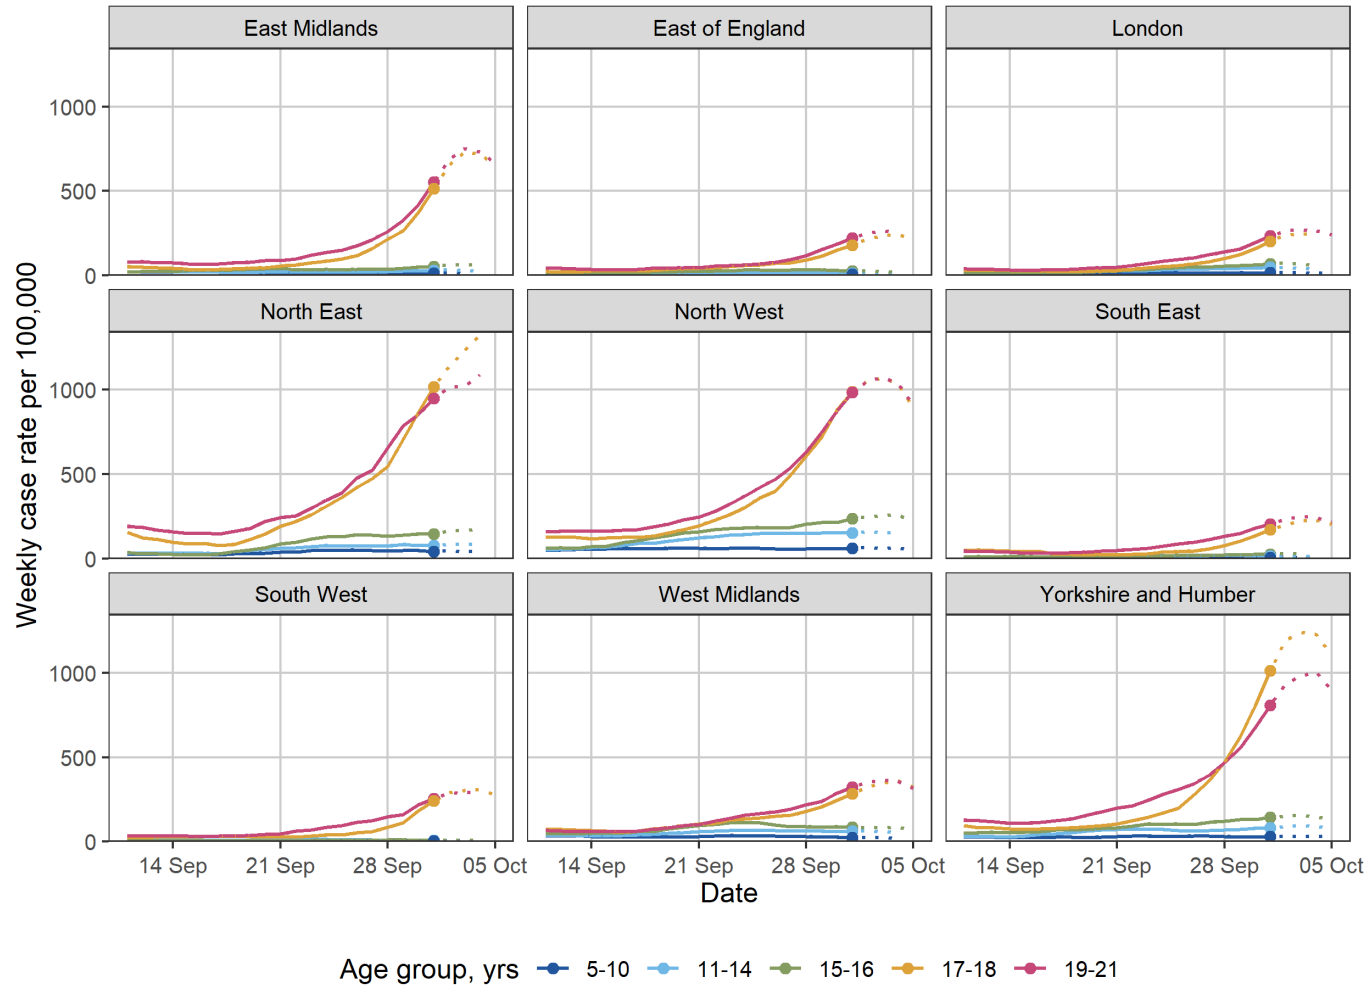 East Midlands
East of England
London
1000
500
0
North East
North West
South East
1000
500
0
South West
West Midlands
Yorkshire and Humber
1000
500
0
14 Sep 21 Sep 28 Sep 05 Oct
14 Sep 21 Sep 28 Sep 05 Oct
14 Sep 21 Sep 28 Sep 05 Oct
Weekly case rate per 100,000
Date
Age group, yrs 5-10 11-14 15-16 17-18 19-21